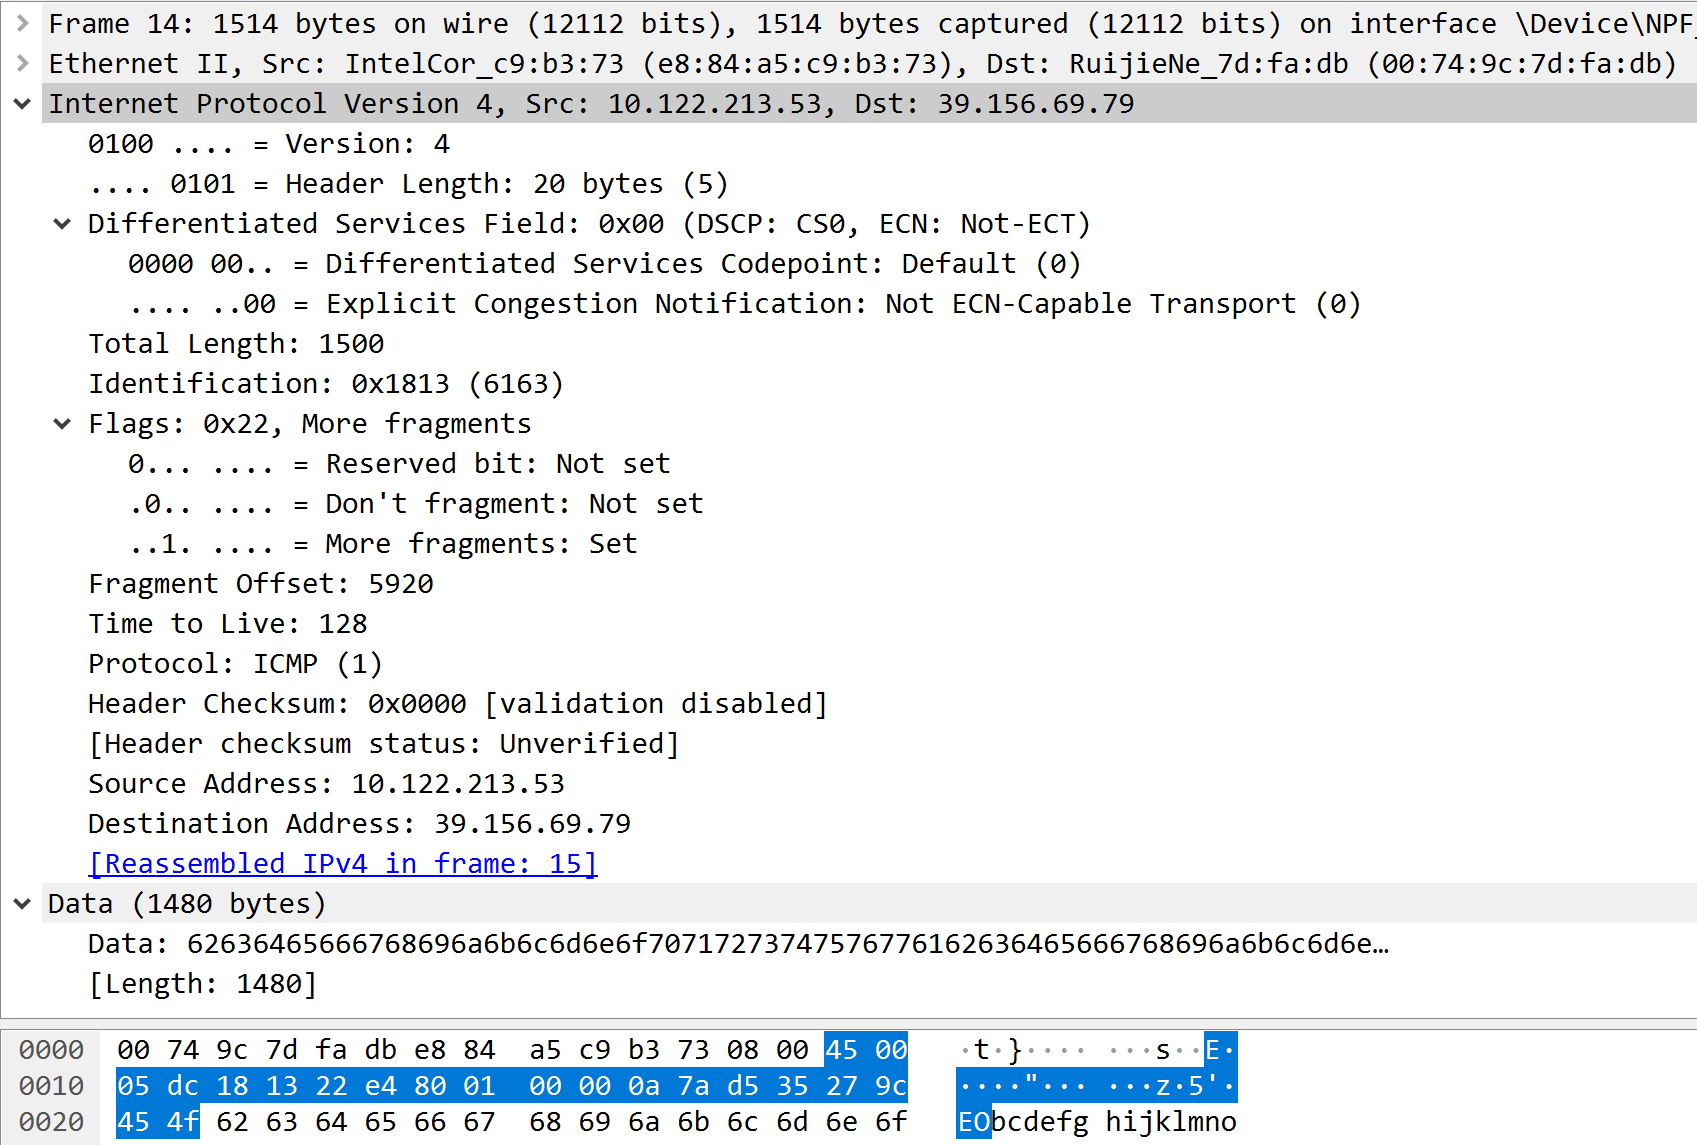 Frame 14: 1514 bytes on wire (12112 bits), 1514 bytes captured (12112 bits) on interface \Device\NPF_
Ethernet II, Src: IntelCor_c9:b3:73 (e8:84:a5:c9:b3:73), Dst: RuijieNe_7d:fa:db (00:74:9c:7d:fa:db)
Internet Protocol Version 4, Src: 10.122.213.53, Dst: 39.156.69.79
0100 .... = Version: 4
.... 0101 = Header Length: 20 bytes (5)
Differentiated Services Field: 0x00 (DSCP: CS0, ECN: Not-ECT)
0000 00.. = Differentiated Services Codepoint: Default (0)
.... ..00 = Explicit Congestion Notification: Not ECN-Capable Transport (0)
Total Length: 1500
Identification: 0x1813 (6163)
Flags: 0x22, More fragments
0... .... = Reserved bit: Not set
.0.. .... = Don't fragment: Not set
..1. .... = More fragments: Set
Fragment Offset: 5920
Time to Live: 128
Protocol: ICMP (1)
Header Checksum: 0x0000 [validation disabled]
[Header checksum status: Unverified]
Source Address: 10.122.213.53
Destination Address: 39.156.69.79
[Reassembled IPv4 in frame: 15]
Data (1480 bytes)
Data: 62636465666768696a6b6c6d6e6f70717273747576776162636465666768696a6b6c6d6e…
[Length: 1480]
0000 00 74 9c 7d fa db e8 84 a5 c9 b3 73 08 00 45 00 ·t·}···· ···s··E·
0010 05 dc 18 13 22 e4 80 01 00 00 0a 7a d5 35 27 9c ····"··· ···z·5'·
0020 45 4f 62 63 64 65 66 67 68 69 6a 6b 6c 6d 6e 6f EObcdefg hijklmno